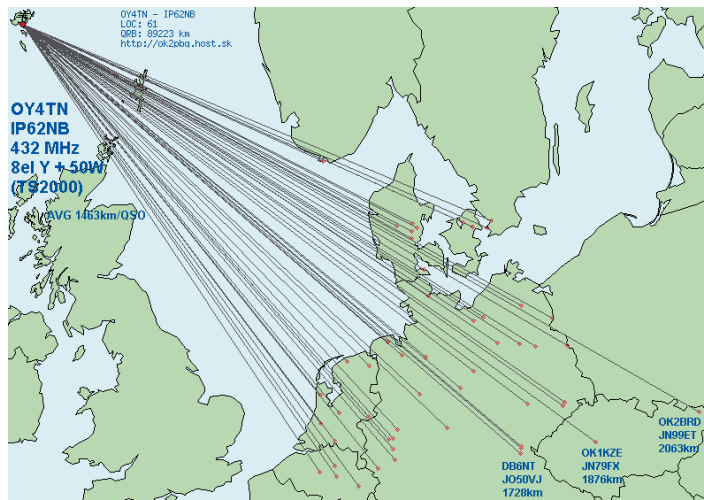 OY4TN - IP62NB
LOC: 61
QRB: 89223 km
http://ok2pbq.host.sk
OY4TN
IP62NB
432 MHz
8el Y + 50W
(TS2000)
AVG 1463km/QSO
OK2BRD
JN99ET
2063km
OK1KZE
JN79FX
1876km
DB6NT
JO50VJ
1728km